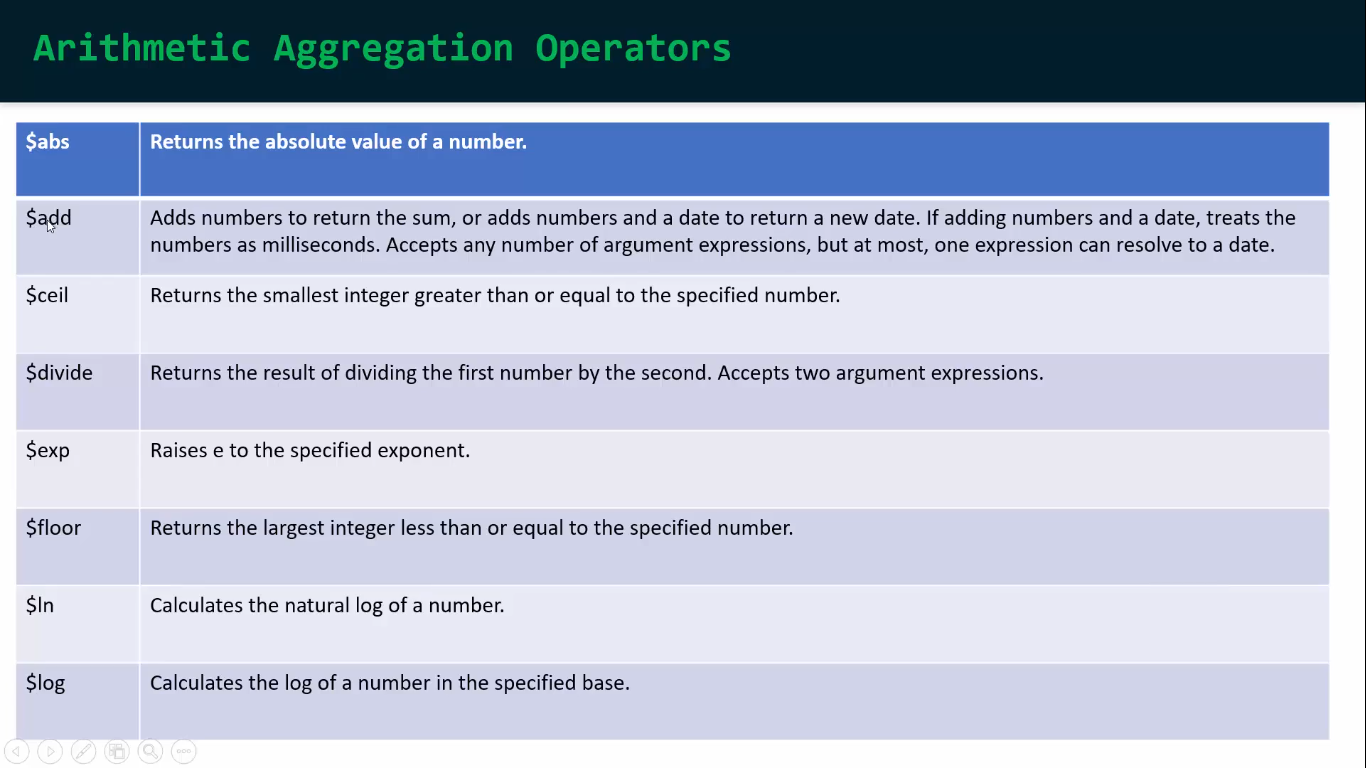 Arithmetic Aggregation Operators
$abs
Returns the absolute value of a number.
$add
Adds numbers to return the sum, or adds numbers and a date to return a new date. If adding numbers and a date, treats the
numbers as milliseconds. Accepts any number of argument expressions, but at most, one expression can resolve to a date.
$ceil
Returns the smallest integer greater than or equal to the specified number.
$divide
Returns the result of dividing the first number by the second. Accepts two argument expressions.
$exp
Raises e to the specified exponent.
$floor
Returns the largest integer less than or equal to the specified number.
$ln
Calculates the natural log of a number.
$log
Calculates the log of a number in the specified base.